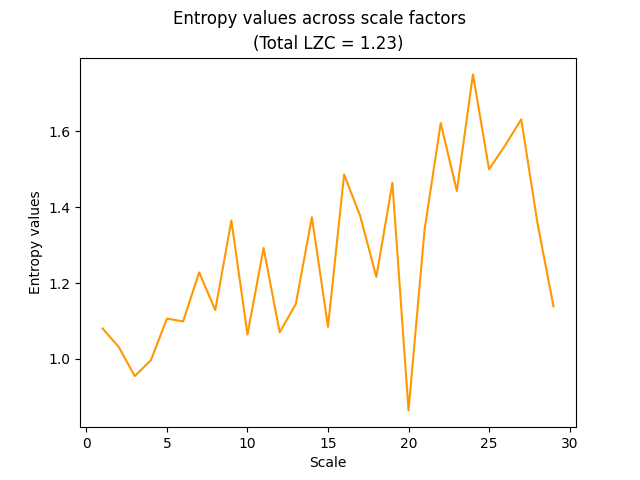 Entropy values across scale factors
(Total LZC = 1.23)
Entropy values
1.6
1.4
1.2
1.0
0 5 10 15 20 25 30
Scale